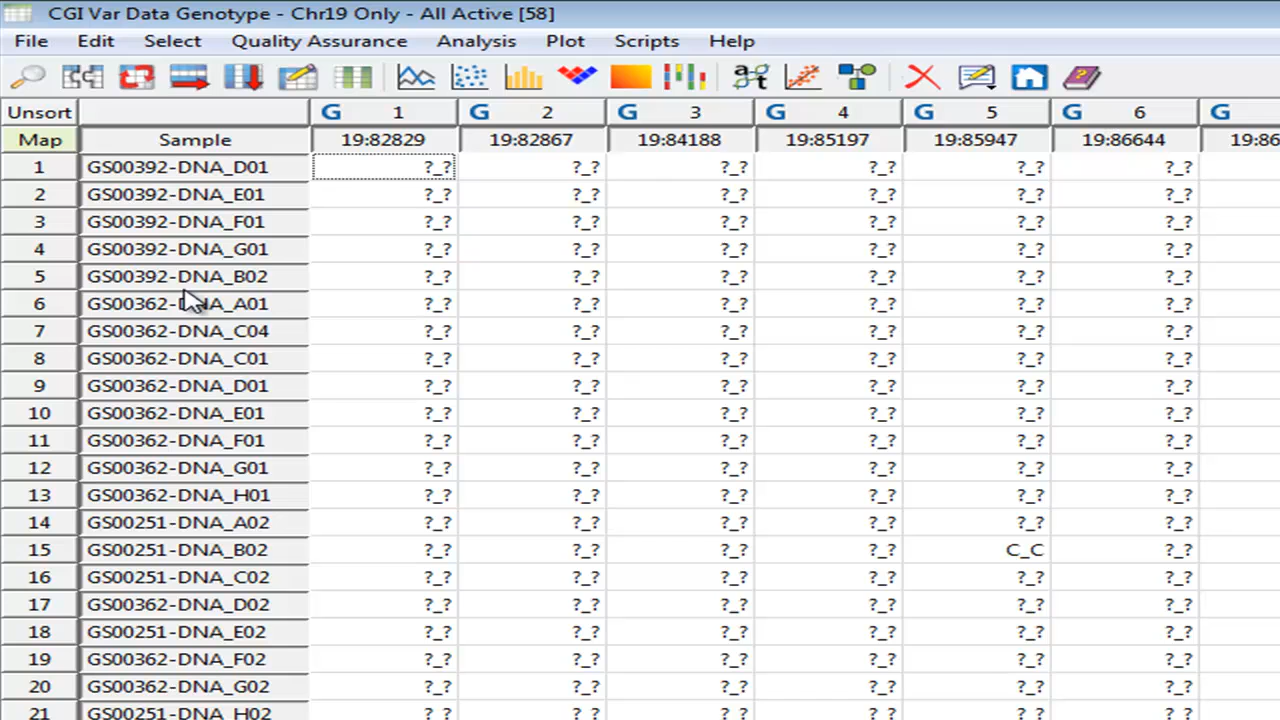 CGI Var Data Genotype - Chr19 Only - All Active [58]
File Edit Select Quality Assurance Analysis Plot Scripts Help
Unsort G 1 G 2 G 3 G 4 G 5 G 6 G
Map Sample 19:82829 19:82867 19:84188 19:85197 19:85947 19:86644 19:86
1 GS00392-DNA_D01 ?_? ?_? ?_? ?_? ?_? ?_?
2 GS00392-DNA_E01 ?_? ?_? ?_? ?_? ?_? ?_?
3 GS00392-DNA_F01 ?_? ?_? ?_? ?_? ?_? ?_?
4 GS00392-DNA_G01 ?_? ?_? ?_? ?_? ?_? ?_?
5 GS00392-DNA_B02 ?_? ?_? ?_? ?_? ?_? ?_?
6 GS00362-DNA_A01 ?_? ?_? ?_? ?_? ?_? ?_?
7 GS00362-DNA_C04 ?_? ?_? ?_? ?_? ?_? ?_?
8 GS00362-DNA_C01 ?_? ?_? ?_? ?_? ?_? ?_?
9 GS00362-DNA_D01 ?_? ?_? ?_? ?_? ?_? ?_?
10 GS00362-DNA_E01 ?_? ?_? ?_? ?_? ?_? ?_?
11 GS00362-DNA_F01 ?_? ?_? ?_? ?_? ?_? ?_?
12 GS00362-DNA_G01 ?_? ?_? ?_? ?_? ?_? ?_?
13 GS00362-DNA_H01 ?_? ?_? ?_? ?_? ?_? ?_?
14 GS00251-DNA_A02 ?_? ?_? ?_? ?_? ?_? ?_?
15 GS00251-DNA_B02 ?_? ?_? ?_? ?_? C_C ?_?
16 GS00251-DNA_C02 ?_? ?_? ?_? ?_? ?_? ?_?
17 GS00362-DNA_D02 ?_? ?_? ?_? ?_? ?_? ?_?
18 GS00251-DNA_E02 ?_? ?_? ?_? ?_? ?_? ?_?
19 GS00362-DNA_F02 ?_? ?_? ?_? ?_? ?_? ?_?
20 GS00362-DNA_G02 ?_? ?_? ?_? ?_? ?_? ?_?
21 GS00251-DNA_H02 ?_? ?_? ?_? ?_? ?_? ?_?